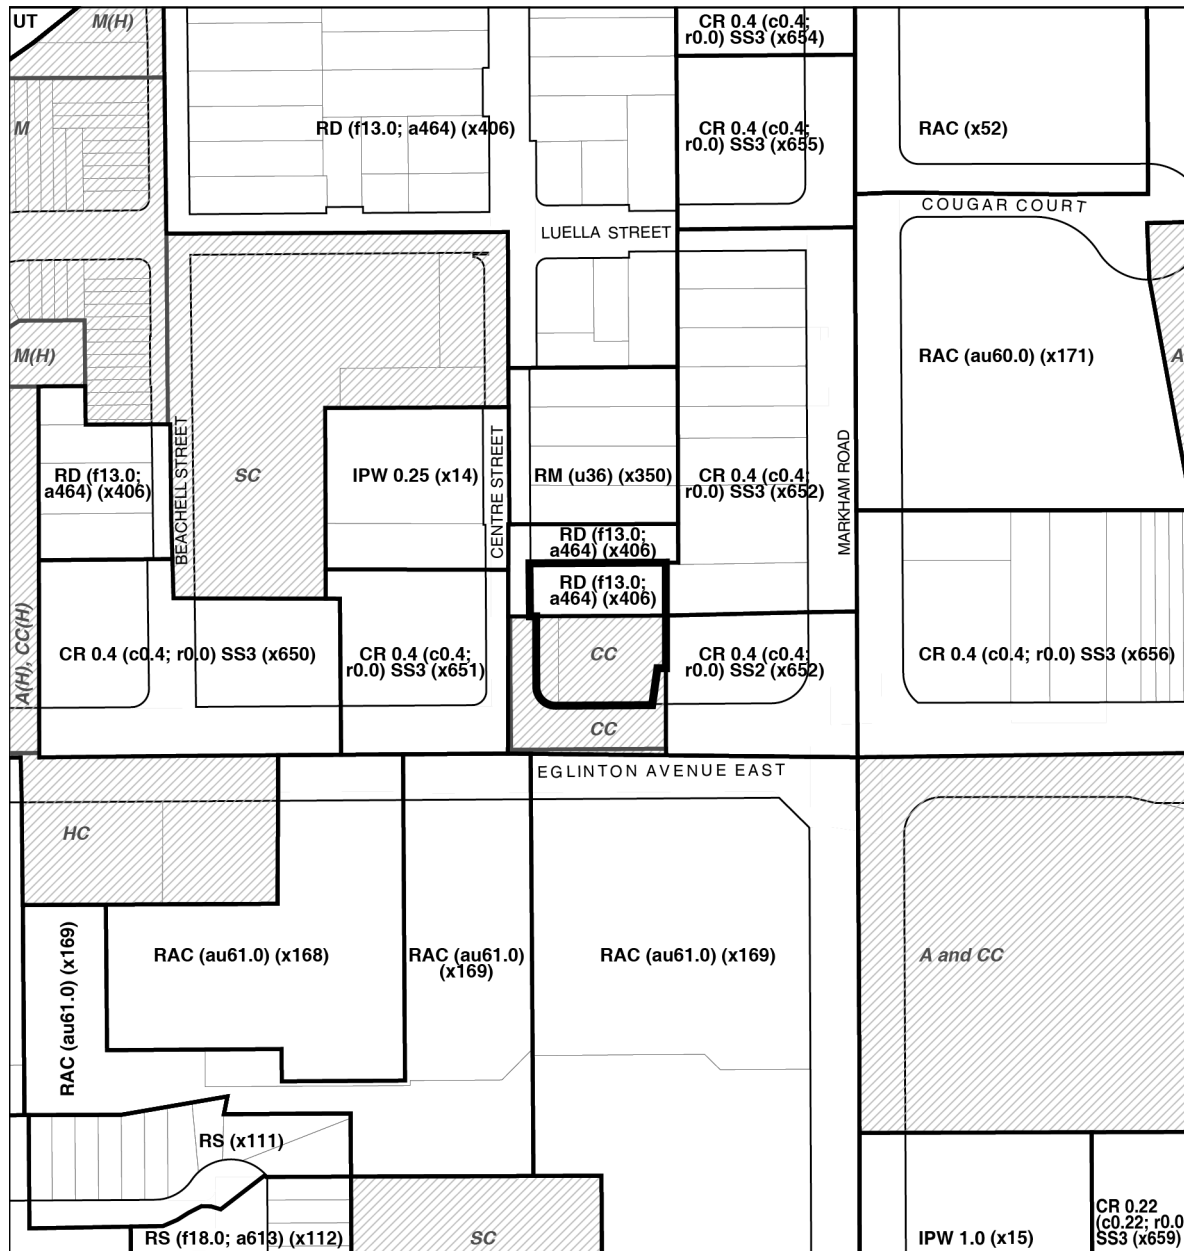 UT
M(H)
CR 0.4 (c0.4;
r0.0) SS3 (x654)
M
RD (f13.0; a464) (x406)
CR 0.4 (c0.4;
r0.0) SS3 (x655)
RAC (x52)
COUGAR COURT
LUELLA STREET
M(H)
RAC (au60.0) (x171)
A
BEACHELL STREET
RD (f13.0;
a464) (x406)
SC
IPW 0.25 (x14)
CENTRE STREET
RM (u36) (x350)
CR 0.4 (c0.4;
r0.0) SS3 (x652)
MARKHAM ROAD
RD (f13.0;
a464) (x406)
RD (f13.0;
a464) (x406)
A(H), CC(H)
CR 0.4 (c0.4; r0.0) SS3 (x650)
CR 0.4 (c0.4;
r0.0) SS3 (x651)
CC
CR 0.4 (c0.4;
r0.0) SS2 (x652)
CR 0.4 (c0.4; r0.0) SS3 (x656)
CC
EGLINTON AVENUE EAST
HC
RAC (au61.0) (x169)
RAC (au61.0) (x168)
RAC (au61.0)
(x169)
RAC (au61.0) (x169)
A and CC
RS (x111)
RS (f18.0; a613) (x112)
SC
IPW 1.0 (x15)
CR 0.22
(c0.22; r0.0
SS3 (x659)